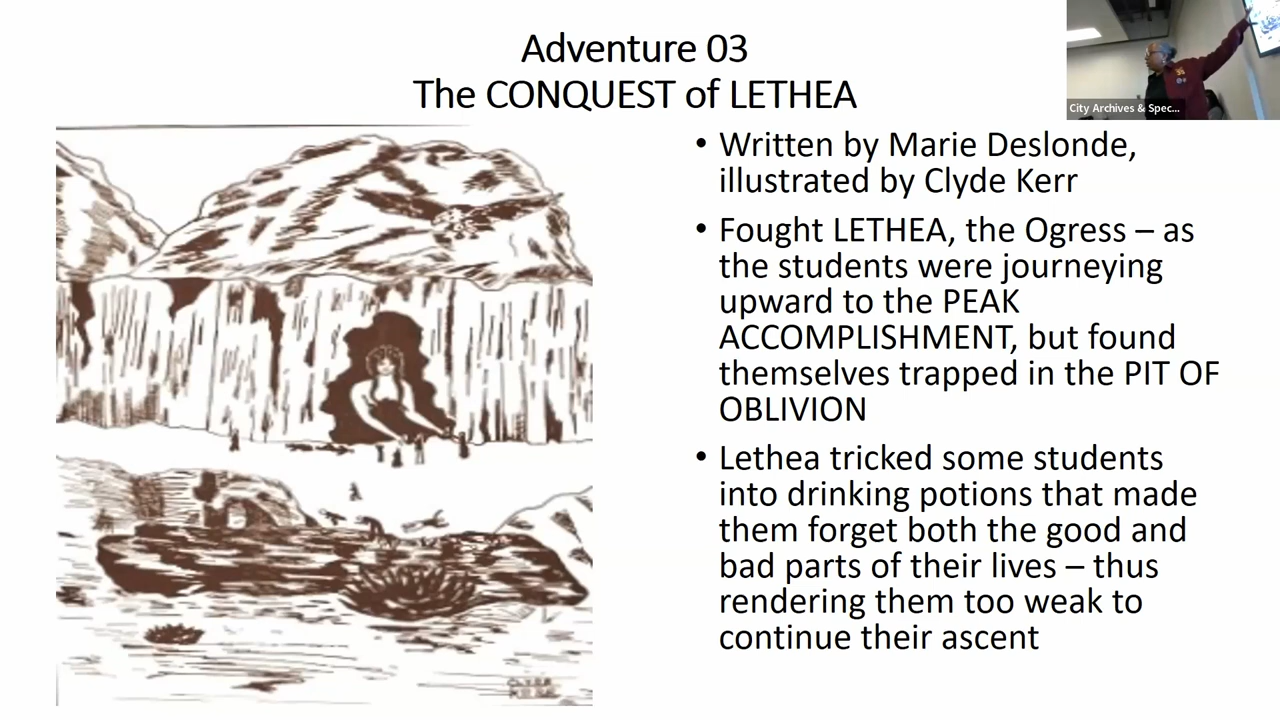 Adventure 03
The CONQUEST of LETHEA
City Archives & Spec...
• Written by Marie Deslonde,
illustrated by Clyde Kerr
• Fought LETHEA, the Ogress – as
the students were journeying
upward to the PEAK
ACCOMPLISHMENT, but found
themselves trapped in the PIT OF
OBLIVION
• Lethea tricked some students
into drinking potions that made
them forget both the good and
bad parts of their lives – thus
rendering them too weak to
continue their ascent